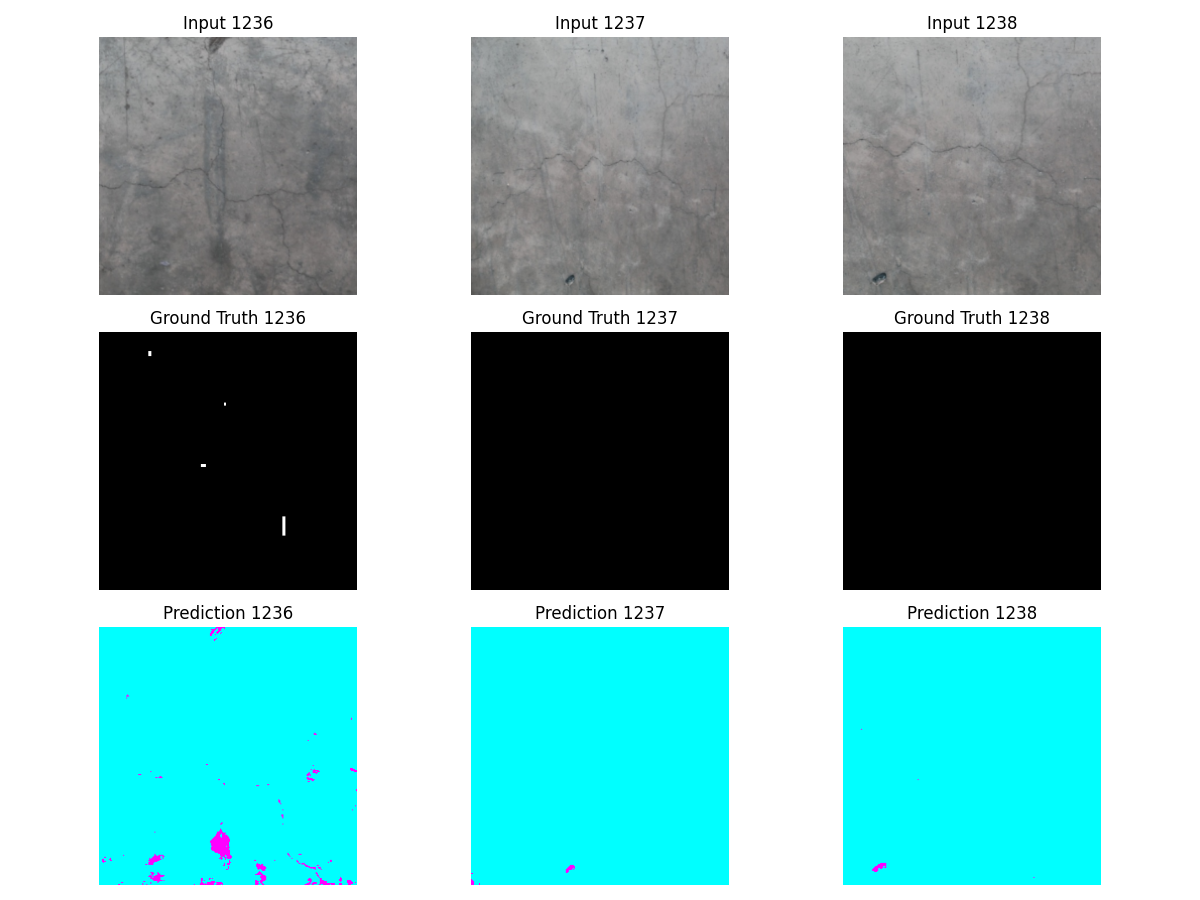 Input 1236
Input 1237
Input 1238
Ground Truth 1236
Ground Truth 1237
Ground Truth 1238
Prediction 1236
Prediction 1237
Prediction 1238